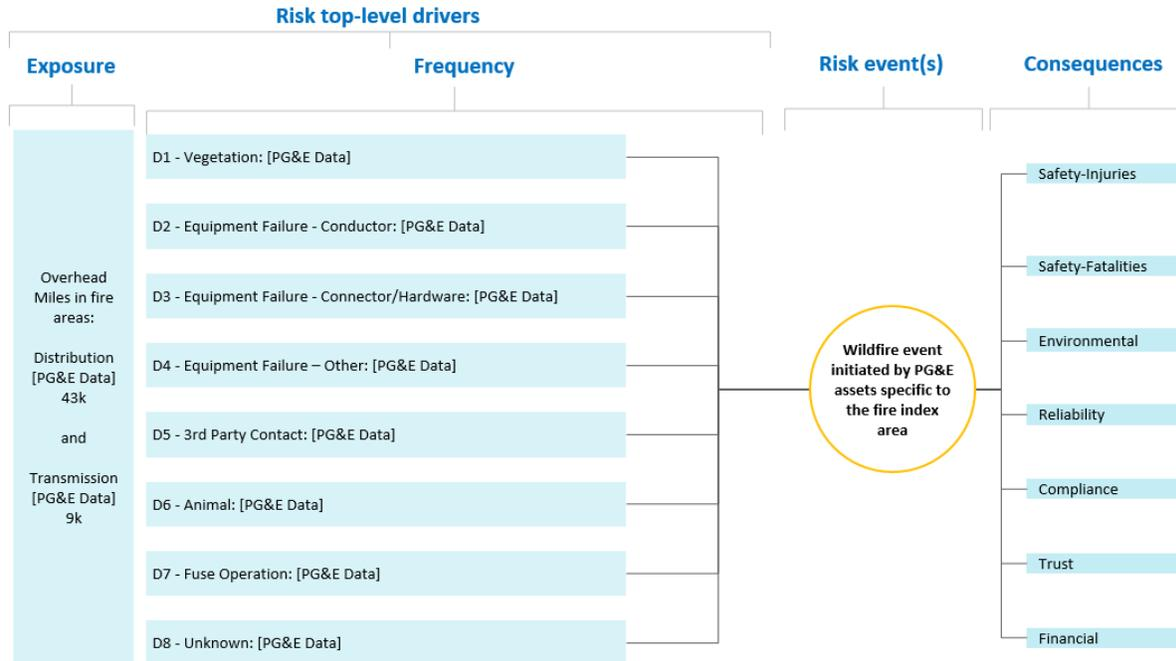 Risk top-level drivers
Exposure
Frequency
Risk event(s)
Consequences
Overhead
Miles in fire
areas:
Distribution
[PG&E Data]
43k
and
Transmission
[PG&E Data]
9k
D1 - Vegetation: [PG&E Data]
D2 - Equipment Failure - Conductor: [PG&E Data]
D3 - Equipment Failure - Connector/Hardware: [PG&E Data]
D4 - Equipment Failure – Other: [PG&E Data]
D5 - 3rd Party Contact: [PG&E Data]
D6 - Animal: [PG&E Data]
D7 - Fuse Operation: [PG&E Data]
D8 - Unknown: [PG&E Data]
Wildfire event
initiated by PG&E
assets specific to
the fire index
area
Safety-Injuries
Safety-Fatalities
Environmental
Reliability
Compliance
Trust
Financial